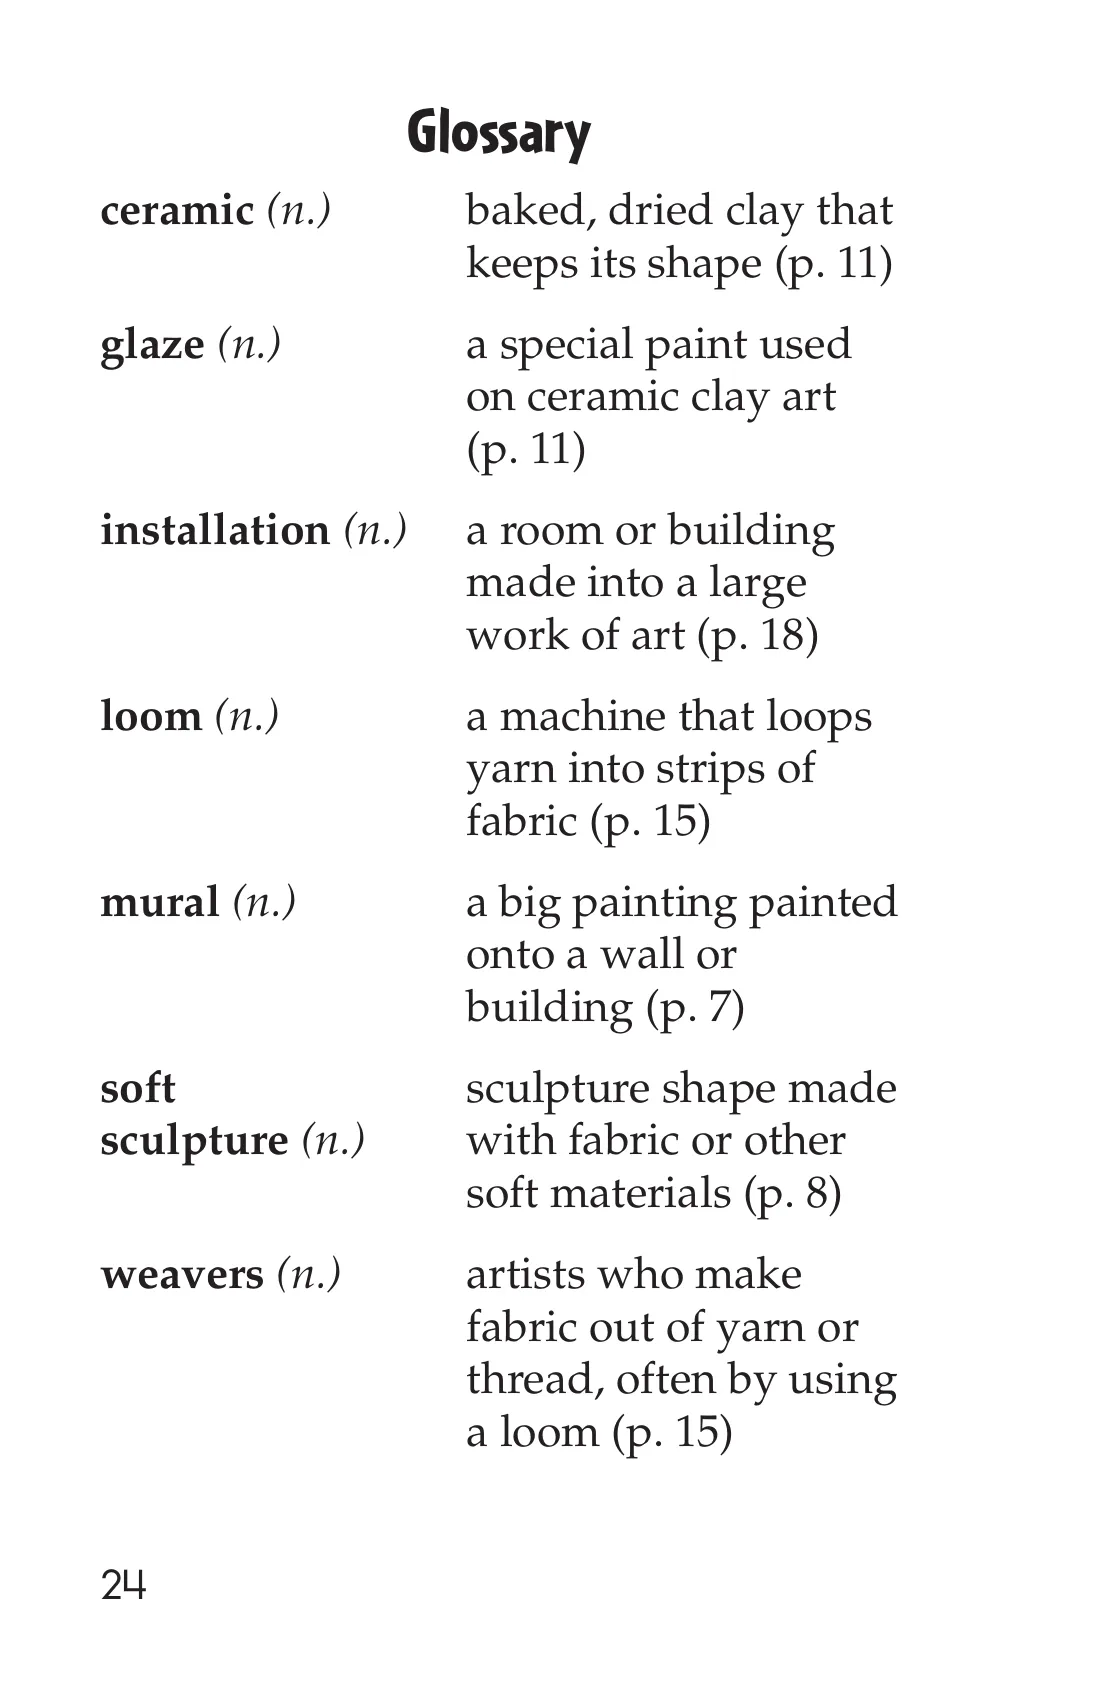 Glossary
ceramic (n.) baked, dried clay that
keeps its shape (p. 11)
glaze (n.) a special paint used
on ceramic clay art
(p. 11)
installation (n.) a room or building
made into a large
work of art (p. 18)
loom (n.) a machine that loops
yarn into strips of
fabric (p. 15)
mural (n.) a big painting painted
onto a wall or
building (p. 7)
soft sculpture shape made
sculpture (n.) with fabric or other
soft materials (p. 8)
weavers (n.) artists who make
fabric out of yarn or
thread, often by using
a loom (p. 15)
24